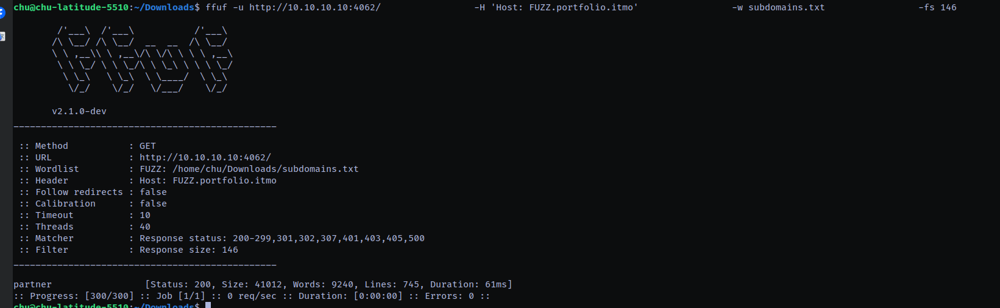 chu@chu-latitude-5510:~/Downloads$ ffuf -u http://10.10.10.10:4062/                 -H 'Host: FUZZ.portfolio.itmo'                 -w subdomains.txt                 -fs 146

        /'___\  /'___\           /'___\
       /\ \__/ /\ \__/  __  __  /\ \__/
       \ \ ,__\\ \ ,__\/\ \/\ \ \ \ ,__\
        \ \ \_/ \ \ \_/\ \ \_\ \ \ \ \_/
         \ \_\   \ \_\  \ \____/  \ \_\
          \/_/    \/_/   \/___/    \/_/

       v2.1.0-dev
________________________________________________

 :: Method           : GET
 :: URL              : http://10.10.10.10:4062/
 :: Wordlist         : FUZZ: /home/chu/Downloads/subdomains.txt
 :: Header           : Host: FUZZ.portfolio.itmo
 :: Follow redirects : false
 :: Calibration      : false
 :: Timeout          : 10
 :: Threads          : 40
 :: Matcher          : Response status: 200-299,301,302,307,401,403,405,500
 :: Filter           : Response size: 146
________________________________________________

partner                 [Status: 200, Size: 41012, Words: 9240, Lines: 745, Duration: 61ms]
:: Progress: [300/300] :: Job [1/1] :: 0 req/sec :: Duration: [0:00:00] :: Errors: 0 ::
chu@chu-latitude-5510:~/Downloads$